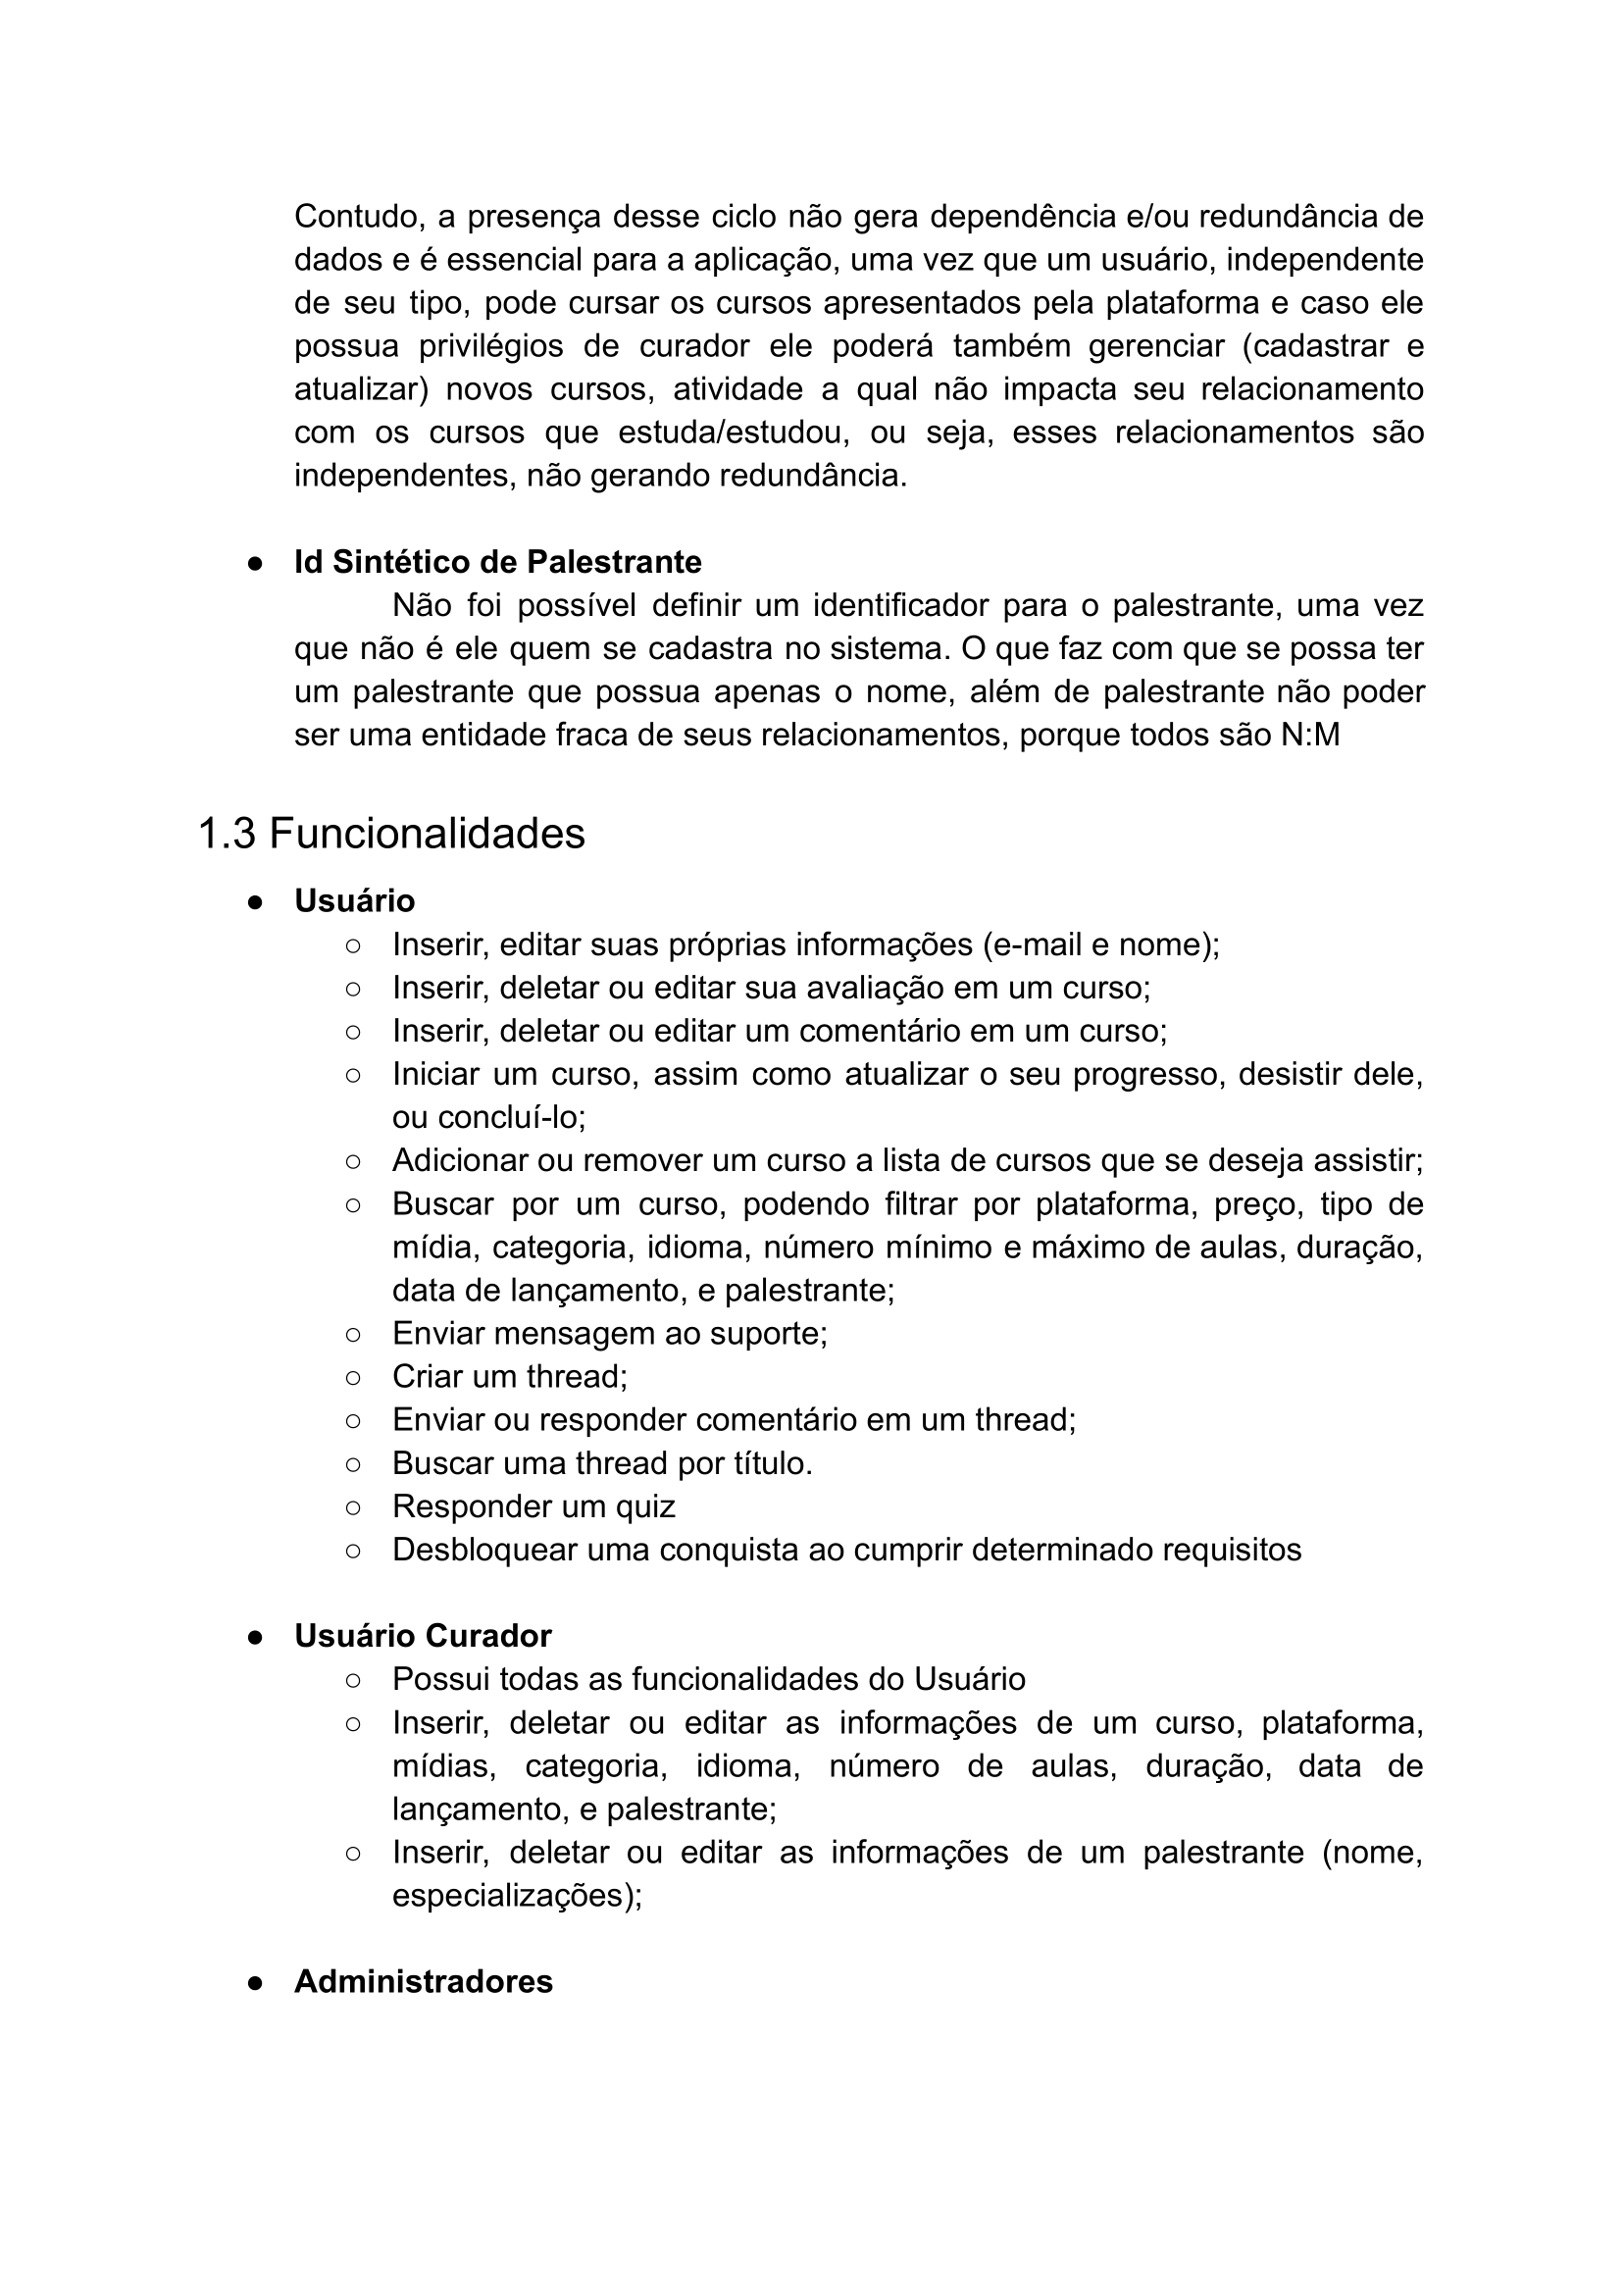 Contudo, a presença desse ciclo não gera dependência e/ou redundância de
dados e é essencial para a aplicação, uma vez que um usuário, independente
de seu tipo, pode cursar os cursos apresentados pela plataforma e caso ele
possua privilégios de curador ele poderá também gerenciar (cadastrar e
atualizar) novos cursos, atividade a qual não impacta seu relacionamento
com os cursos que estuda/estudou, ou seja, esses relacionamentos são
independentes, não gerando redundância.
● Id Sintético de Palestrante
Não foi possível definir um identificador para o palestrante, uma vez
que não é ele quem se cadastra no sistema. O que faz com que se possa ter
um palestrante que possua apenas o nome, além de palestrante não poder
ser uma entidade fraca de seus relacionamentos, porque todos são N:M
1.3 Funcionalidades
● Usuário
○ Inserir, editar suas próprias informações (e-mail e nome);
○ Inserir, deletar ou editar sua avaliação em um curso;
○ Inserir, deletar ou editar um comentário em um curso;
○ Iniciar um curso, assim como atualizar o seu progresso, desistir dele,
ou concluí-lo;
○ Adicionar ou remover um curso a lista de cursos que se deseja assistir;
○ Buscar por um curso, podendo filtrar por plataforma, preço, tipo de
mídia, categoria, idioma, número mínimo e máximo de aulas, duração,
data de lançamento, e palestrante;
○ Enviar mensagem ao suporte;
○ Criar um thread;
○ Enviar ou responder comentário em um thread;
○ Buscar uma thread por título.
○ Responder um quiz
○ Desbloquear uma conquista ao cumprir determinado requisitos
● Usuário Curador
○ Possui todas as funcionalidades do Usuário
○ Inserir, deletar ou editar as informações de um curso, plataforma,
mídias, categoria, idioma, número de aulas, duração, data de
lançamento, e palestrante;
○ Inserir, deletar ou editar as informações de um palestrante (nome,
especializações);
● Administradores